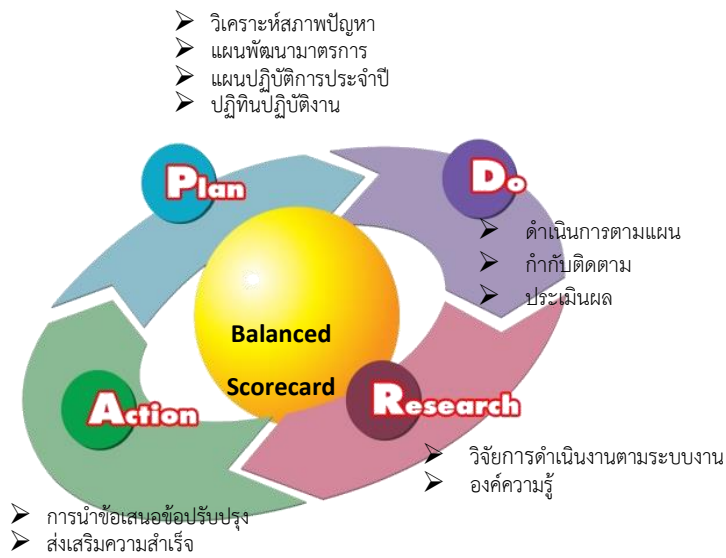 ➢ วิเคราะห์สภาพปัญหา
➢ แผนพัฒนามาตรการ
➢ แผนปฏิบัติการประจำปี
➢ ปฏิทินปฏิบัติงาน
Plan
Do
➢ ดำเนินการตามแผน
➢ กำกับติดตาม
➢ ประเมินผล
Balanced
Scorecard
Action
Research
➢ วิจัยการดำเนินงานตามระบบงาน
➢ องค์ความรู้
➢ การนำข้อเสนอข้อปรับปรุง
➢ ส่งเสริมความสำเร็จ